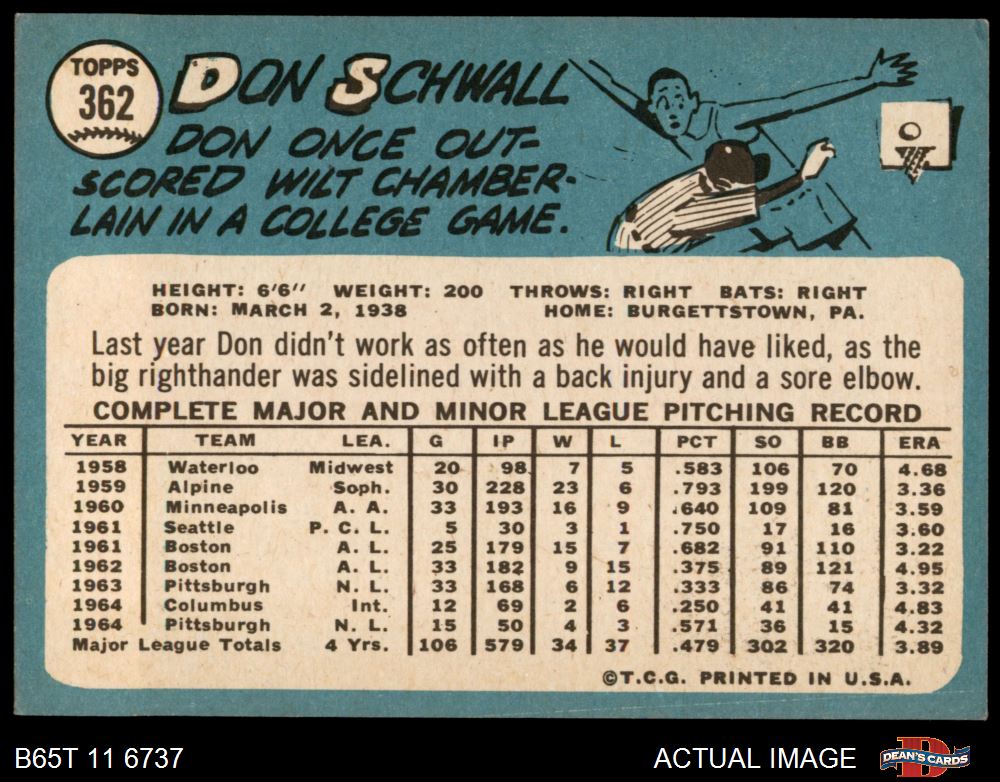 TOPPS
362
DON SCHWALL
DON ONCE OUT-
SCORED WILT CHAMBER-
LAIN IN A COLLEGE GAME.
HEIGHT: 6'6" WEIGHT: 200 THROWS: RIGHT BATS: RIGHT
BORN: MARCH 2, 1938 HOME: BURGETTSTOWN, PA.
Last year Don didn't work as often as he would have liked, as the
big righthander was sidelined with a back injury and a sore elbow.
COMPLETE MAJOR AND MINOR LEAGUE PITCHING RECORD
YEAR TEAM LEA. G IP W L PCT SO BB ERA
1958 Waterloo Midwest 20 98 7 5 .583 106 70 4.68
1959 Alpine Soph. 30 228 23 6 .793 199 120 3.36
1960 Minneapolis A. A. 33 193 16 9 .640 109 81 3.59
1961 Seattle P. C. L. 5 30 3 1 .750 17 16 3.60
1961 Boston A. L. 25 179 15 7 .682 91 110 3.22
1962 Boston A. L. 33 182 9 15 .375 89 121 4.95
1963 Pittsburgh N. L. 33 168 6 12 .333 86 74 3.32
1964 Columbus Int. 12 69 2 6 .250 41 41 4.83
1964 Pittsburgh N. L. 15 50 4 3 .571 36 15 4.32
Major League Totals 4 Yrs. 106 579 34 37 .479 302 320 3.89
©T.C.G. PRINTED IN U.S.A.
B65T 11 6737 ACTUAL IMAGE DEAN'S CARDS